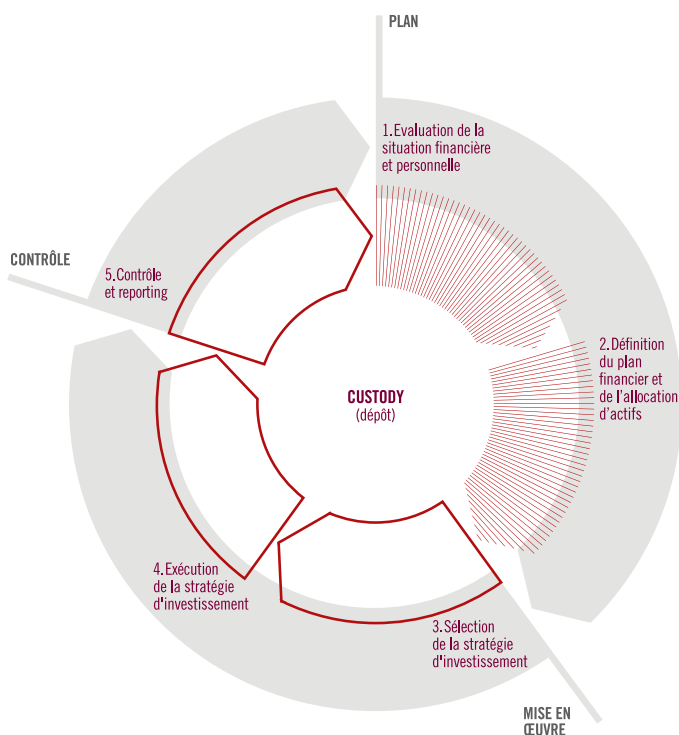 PLAN
1.Evaluation de la
situation financière
et personnelle
2.Définition
du plan
financier et
de l'allocation
d'actifs
MISE EN
ŒUVRE
3.Sélection
de la stratégie
d'investissement
4.Exécution
de la stratégie
d'investissement
CONTRÔLE
5.Contrôle
et reporting
CUSTODY
(dépôt)